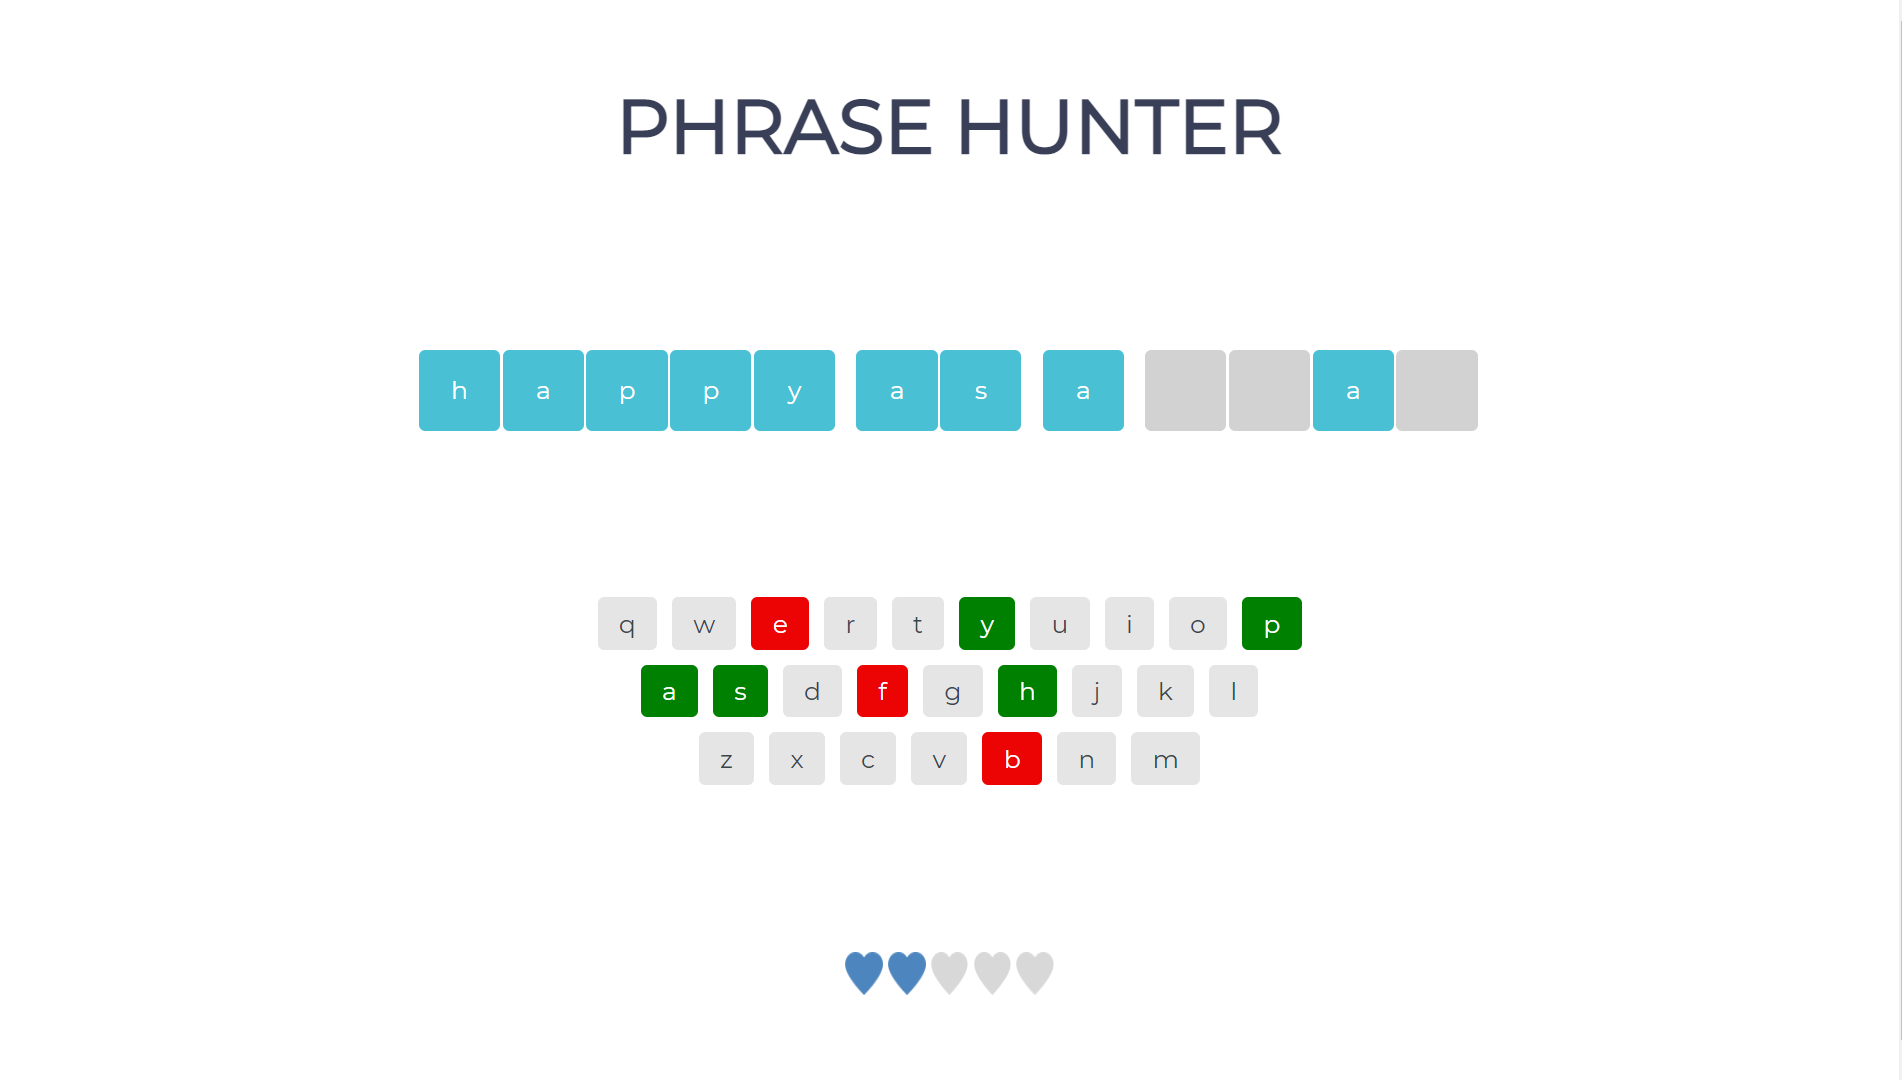 PHRASE HUNTER
h a p p y a s a a
q w e r t y u i o p
a s d f g h j k l
z x c v b n m